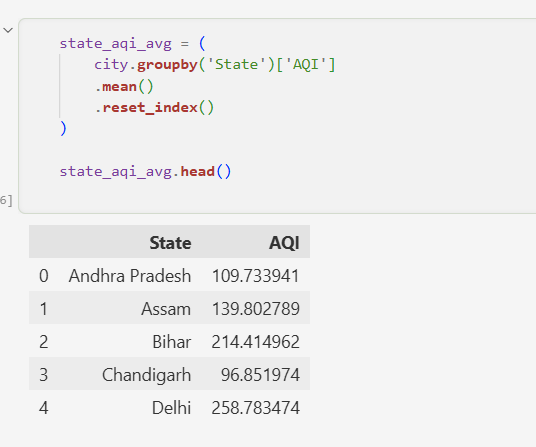 state_aqi_avg = (
    city.groupby('State')['AQI']
    .mean()
    .reset_index()
)
state_aqi_avg.head()
6]
State AQI
0 Andhra Pradesh 109.733941
1 Assam 139.802789
2 Bihar 214.414962
3 Chandigarh 96.851974
4 Delhi 258.783474